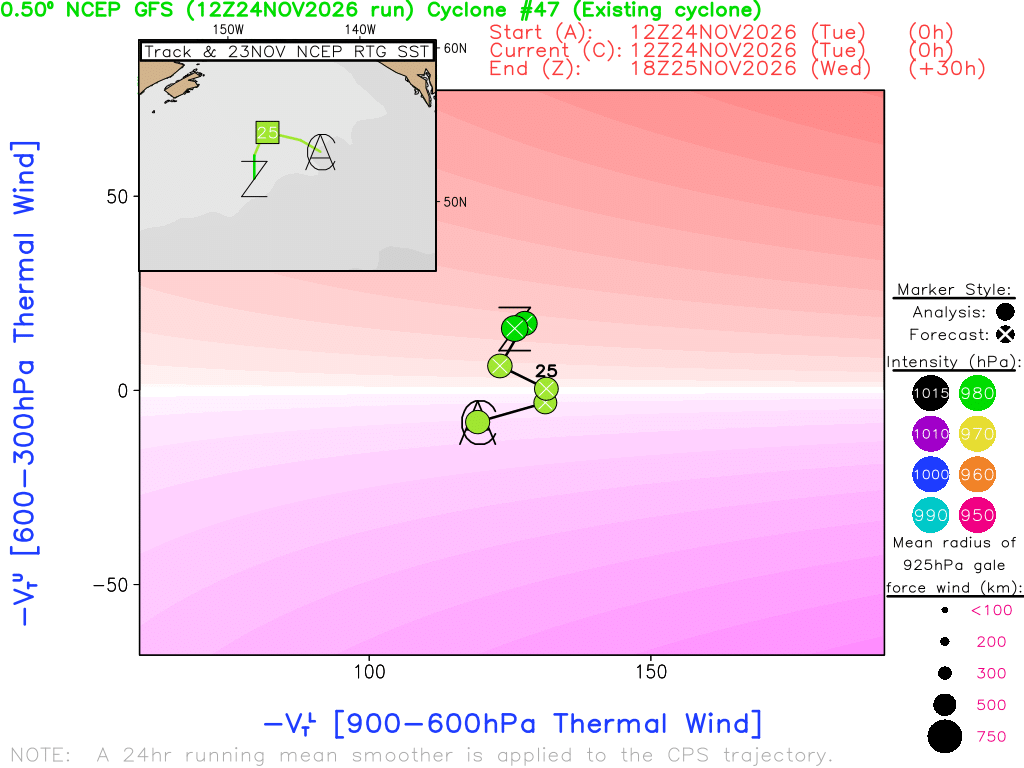 0.50° NCEP GFS (12Z24NOV2026 run) Cyclone #47 (Existing cyclone)
Start (A): 12Z24NOV2026 (Tue) (0h)
Current (C): 12Z24NOV2026 (Tue) (0h)
End (Z): 18Z25NOV2026 (Wed) (+30h)
150W 140W
Track & 23NOV NCEP RTG SST
60N
50N
25
A
C
Z
−V_T^U [600−300hPa Thermal Wind]
50
0
−50
Z
25
A
C
100 150
−V_T^L [900−600hPa Thermal Wind]
Marker Style:
Analysis:
Forecast:
Intensity (hPa):
1015 980
1010 970
1000 960
990 950
Mean radius of
925hPa gale
force wind (km):
<100
200
300
500
750
NOTE: A 24hr running mean smoother is applied to the CPS trajectory.